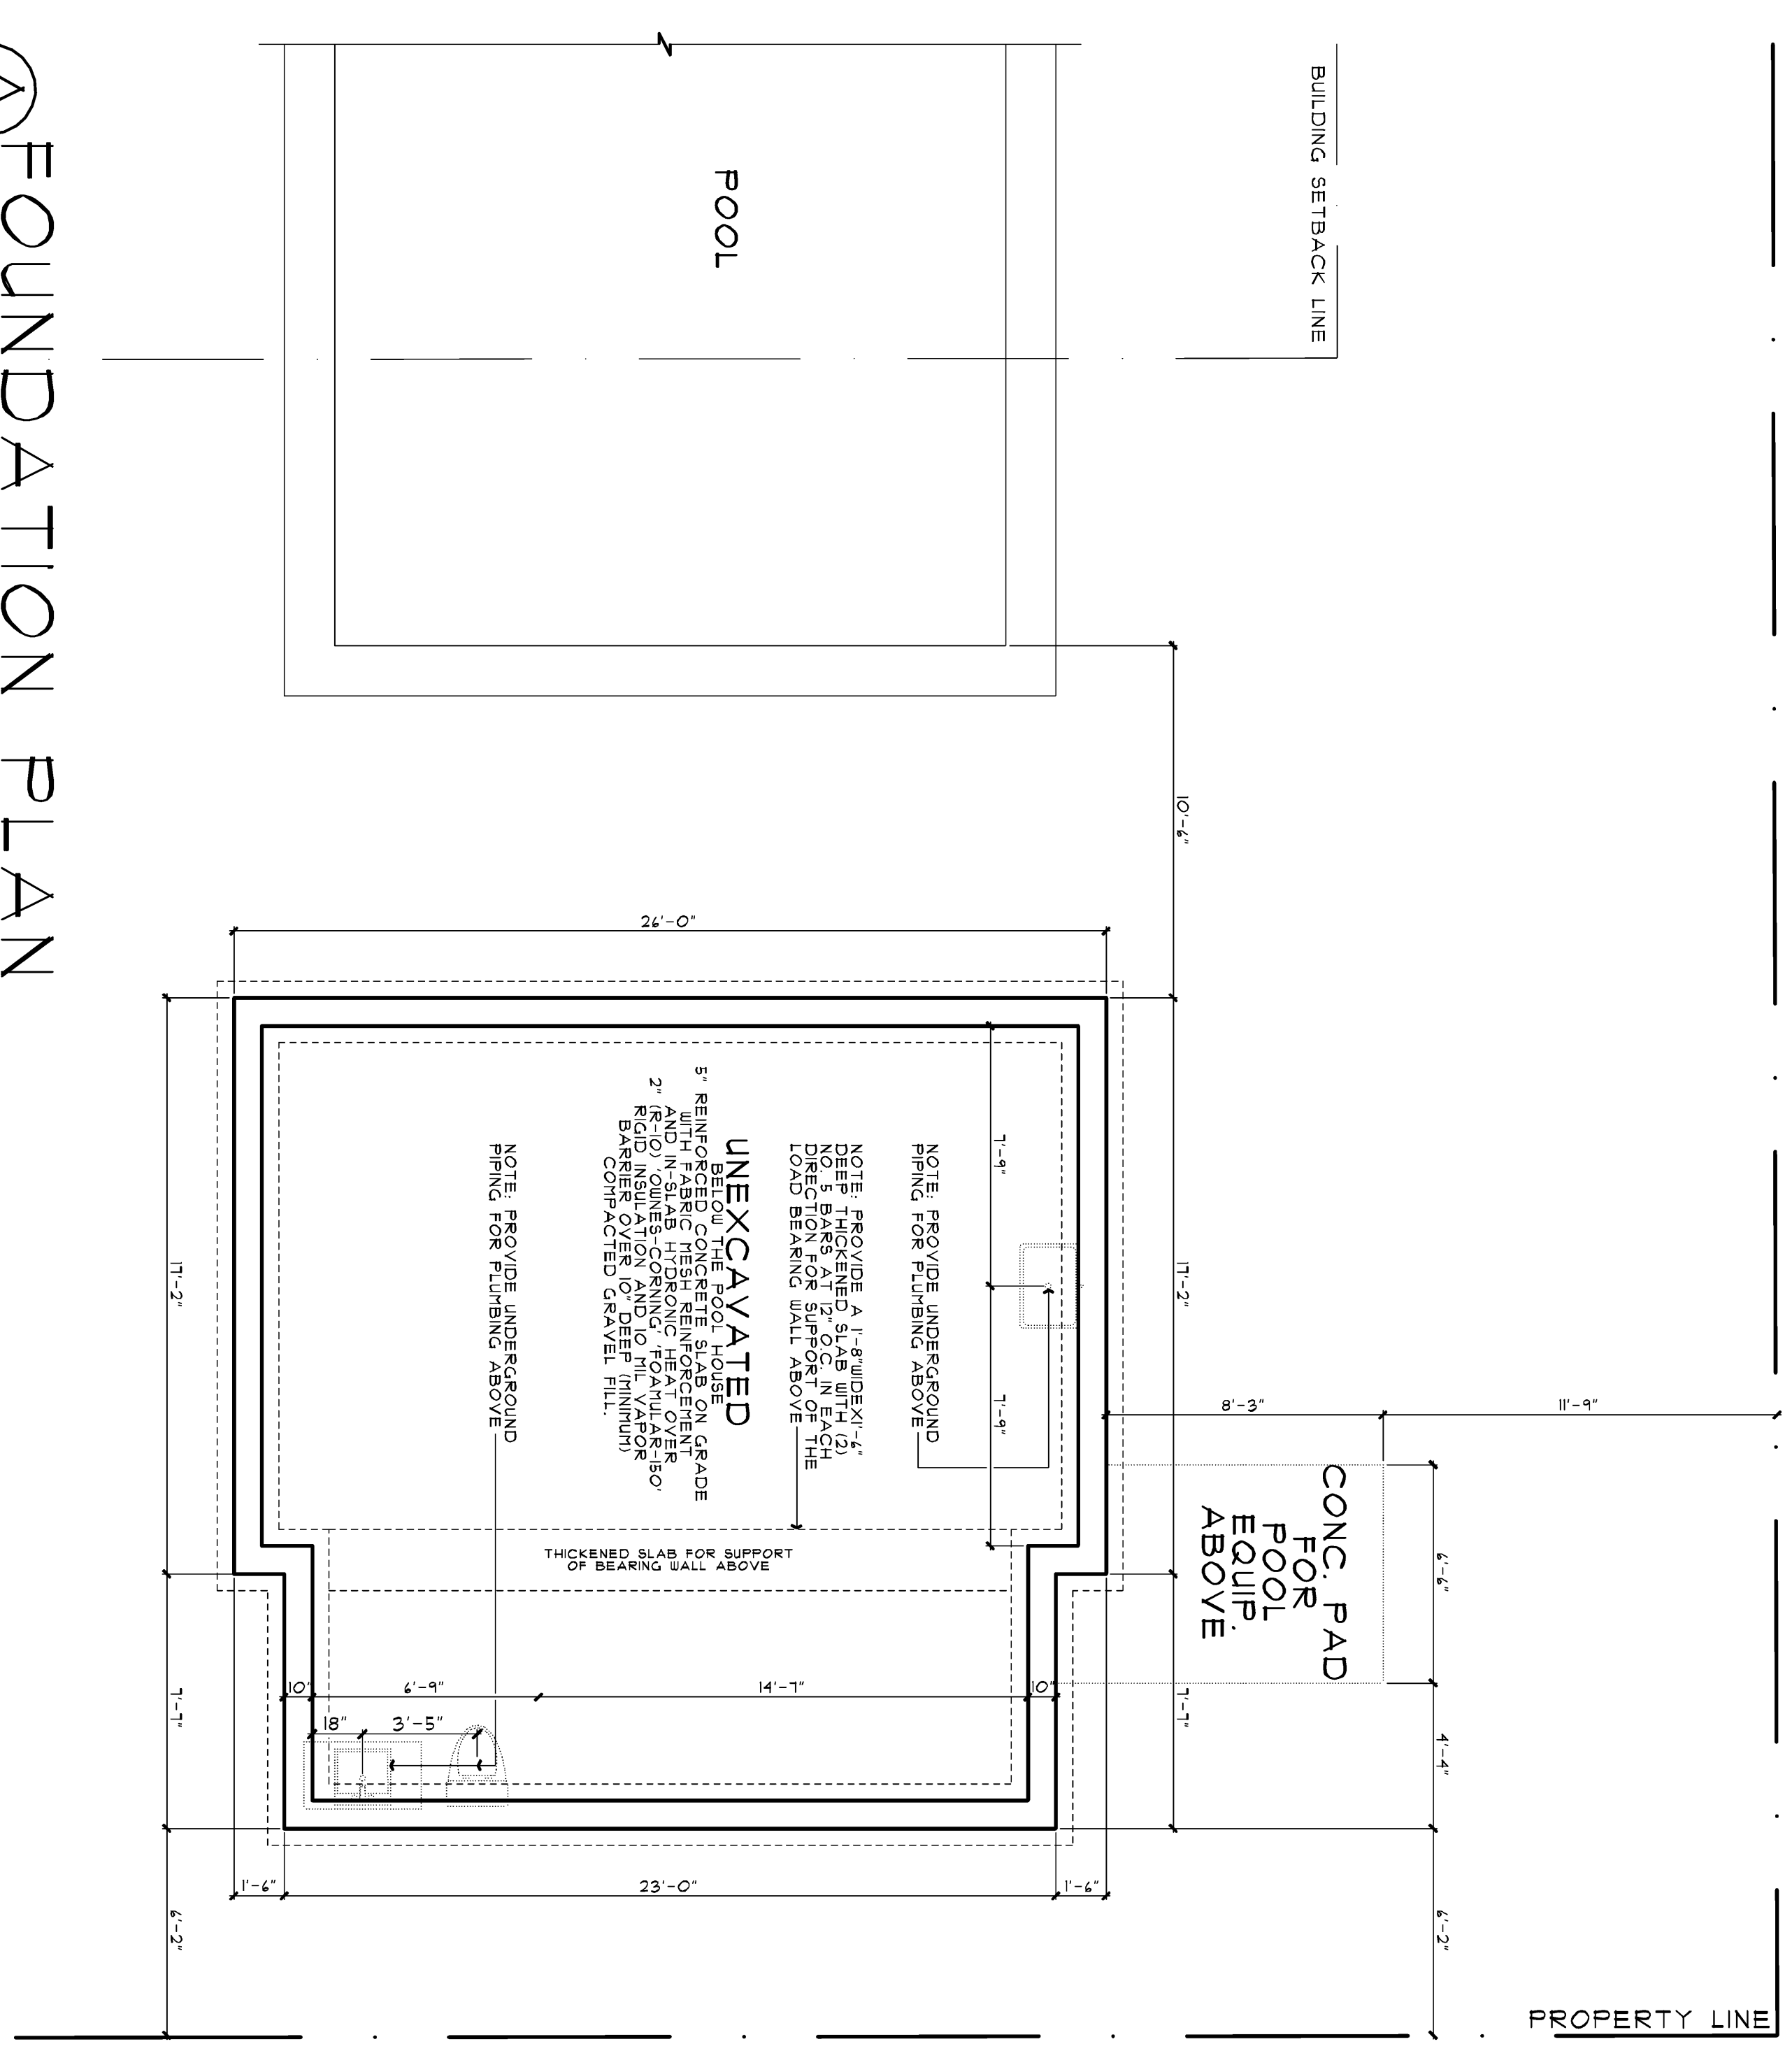 A
FOUNDATION PLAN
BUILDING SETBACK LINE
POOL
10'-6"
26'-0"
17'-2"
17'-2"
7'-9"
7'-9"
NOTE: PROVIDE UNDERGROUND
PIPING FOR PLUMBING ABOVE
NOTE: PROVIDE A 1'-8"WIDEX1'-6"
DEEP THICKENED SLAB WITH (2)
NO. 5 BARS AT 12" O.C. IN EACH
DIRECTION FOR SUPPORT OF THE
LOAD BEARING WALL ABOVE
UNEXCAVATED
BELOW THE POOL HOUSE
5" REINFORCED CONCRETE SLAB ON GRADE
WITH FABRIC MESH REINFORCEMENT
AND IN-SLAB HYDRONIC HEAT OVER
2" (R-10) 'OWNES-CORNING' 'FOAMULAR-150'
RIGID INSULATION AND 10 MIL VAPOR
BARRIER OVER 10" DEEP (MINIMUM)
COMPACTED GRAVEL FILL.
NOTE: PROVIDE UNDERGROUND
PIPING FOR PLUMBING ABOVE
8'-3"
11'-9"
CONC. PAD
FOR
POOL
EQUIP.
ABOVE
6'-6"
THICKENED SLAB FOR SUPPORT
OF BEARING WALL ABOVE
10"
6'-9"
14'-7"
10"
18"
3'-5"
7'-7"
7'-7"
4'-4"
1'-6"
23'-0"
1'-6"
6'-2"
6'-2"
PROPERTY LINE